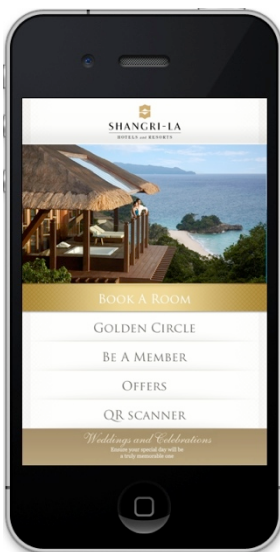 SHANGRI-LA
HOTELS and RESORTS
BOOK A ROOM
GOLDEN CIRCLE
BE A MEMBER
OFFERS
QR SCANNER
Weddings and Celebrations
Ensure your special day will be
a truly memorable one